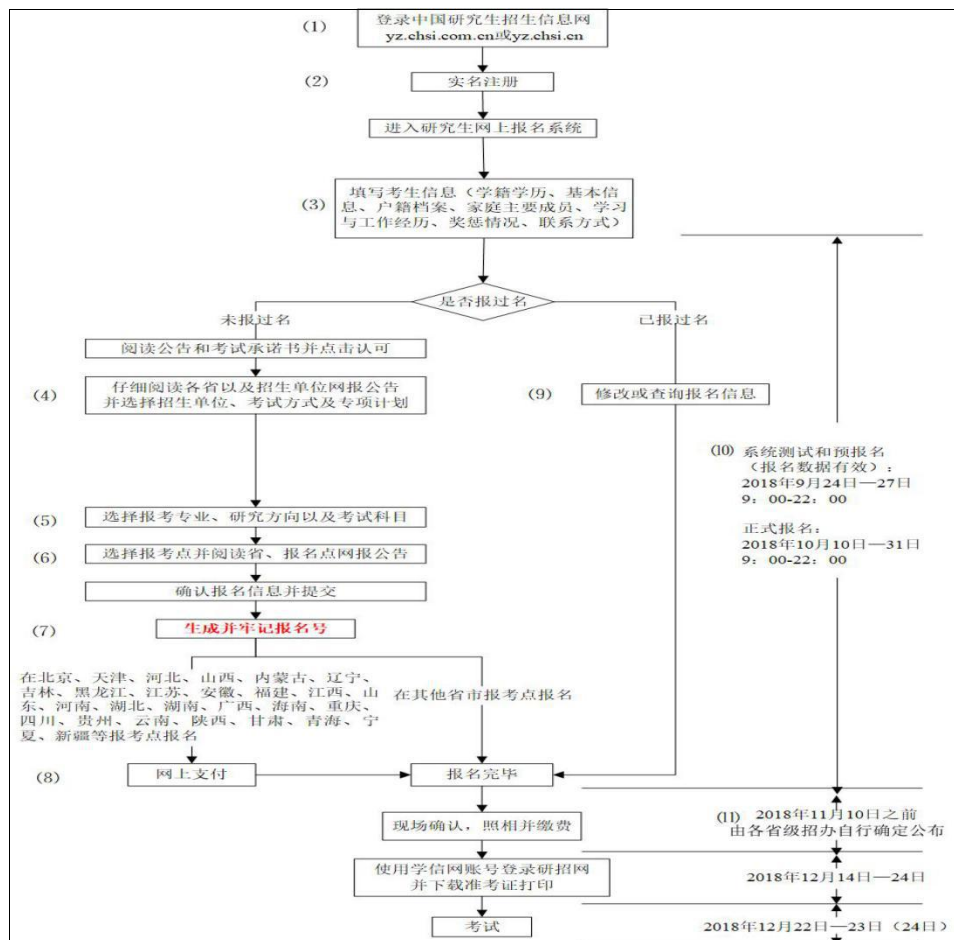 (1)
登录中国研究生招生信息网
yz.chsi.com.cn或yz.chsi.cn
(2)
实名注册
进入研究生网上报名系统
(3)
填写考生信息（学籍学历、基本信
息、户籍档案、家庭主要成员、学习
与工作经历、奖惩情况、联系方式）
是否报过名
未报过名
已报过名
阅读公告和考试承诺书并点击认可
(4)
仔细阅读各省以及招生单位网报公告
并选择招生单位、考试方式及专项计划
(9)
修改或查询报名信息
(10)
系统测试和预报名
（报名数据有效）：
2018年9月24日—27日
9：00-22：00
正式报名：
2018年10月10日—31日
9：00-22：00
(5)
选择报考专业、研究方向以及考试科目
(6)
选择报考点并阅读省、报名点网报公告
确认报名信息并提交
(7)
生成并牢记报名号
在北京、天津、河北、山西、内蒙古、辽宁、
吉林、黑龙江、江苏、安徽、福建、江西、山
东、河南、湖北、湖南、广西、海南、重庆、
四川、贵州、云南、陕西、甘肃、青海、宁
夏、新疆等报考点报名
在其他省市报考点报名
(8)
网上支付
报名完毕
现场确认，照相并缴费
(11)
2018年11月10日之前
由各省级招办自行确定公布
使用学信网账号登录研招网
并下载准考证打印
2018年12月14日—24日
考试
2018年12月22日—23日（24日）